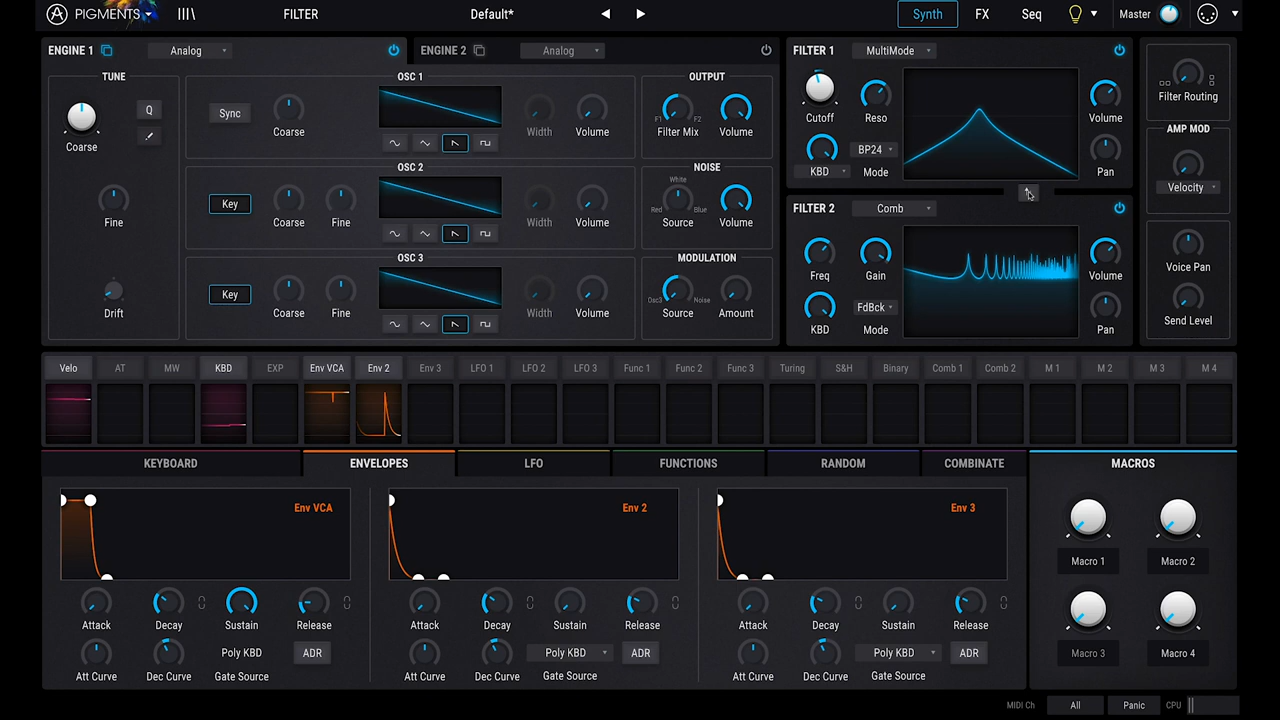 PIGMENTS FILTER Default* Synth FX Seq Master
ENGINE 1 Analog ENGINE 2 Analog
TUNE
Coarse
Q
Fine
Drift
OSC 1
Sync Coarse Width Volume
OSC 2
Key Coarse Fine Width Volume
OSC 3
Key Coarse Fine Width Volume
OUTPUT
F1 F2
Filter Mix Volume
NOISE
White
Red Blue
Source Volume
MODULATION
Osc3 Noise
Source Amount
FILTER 1 MultiMode
Cutoff Reso Volume
BP24
KBD Mode Pan
FILTER 2 Comb
Freq Gain Volume
FdBck
KBD Mode Pan
Filter Routing
AMP MOD
Velocity
Voice Pan
Send Level
Velo AT MW KBD EXP Env VCA Env 2 Env 3 LFO 1 LFO 2 LFO 3 Func 1 Func 2 Func 3 Turing S&H Binary Comb 1 Comb 2 M 1 M 2 M 3 M 4
KEYBOARD ENVELOPES LFO FUNCTIONS RANDOM COMBINATE MACROS
Env VCA
Attack Decay Sustain Release
Poly KBD ADR
Att Curve Dec Curve Gate Source
Env 2
Attack Decay Sustain Release
Poly KBD ADR
Att Curve Dec Curve Gate Source
Env 3
Attack Decay Sustain Release
Poly KBD ADR
Att Curve Dec Curve Gate Source
Macro 1 Macro 2
Macro 3 Macro 4
MIDI Ch All Panic CPU